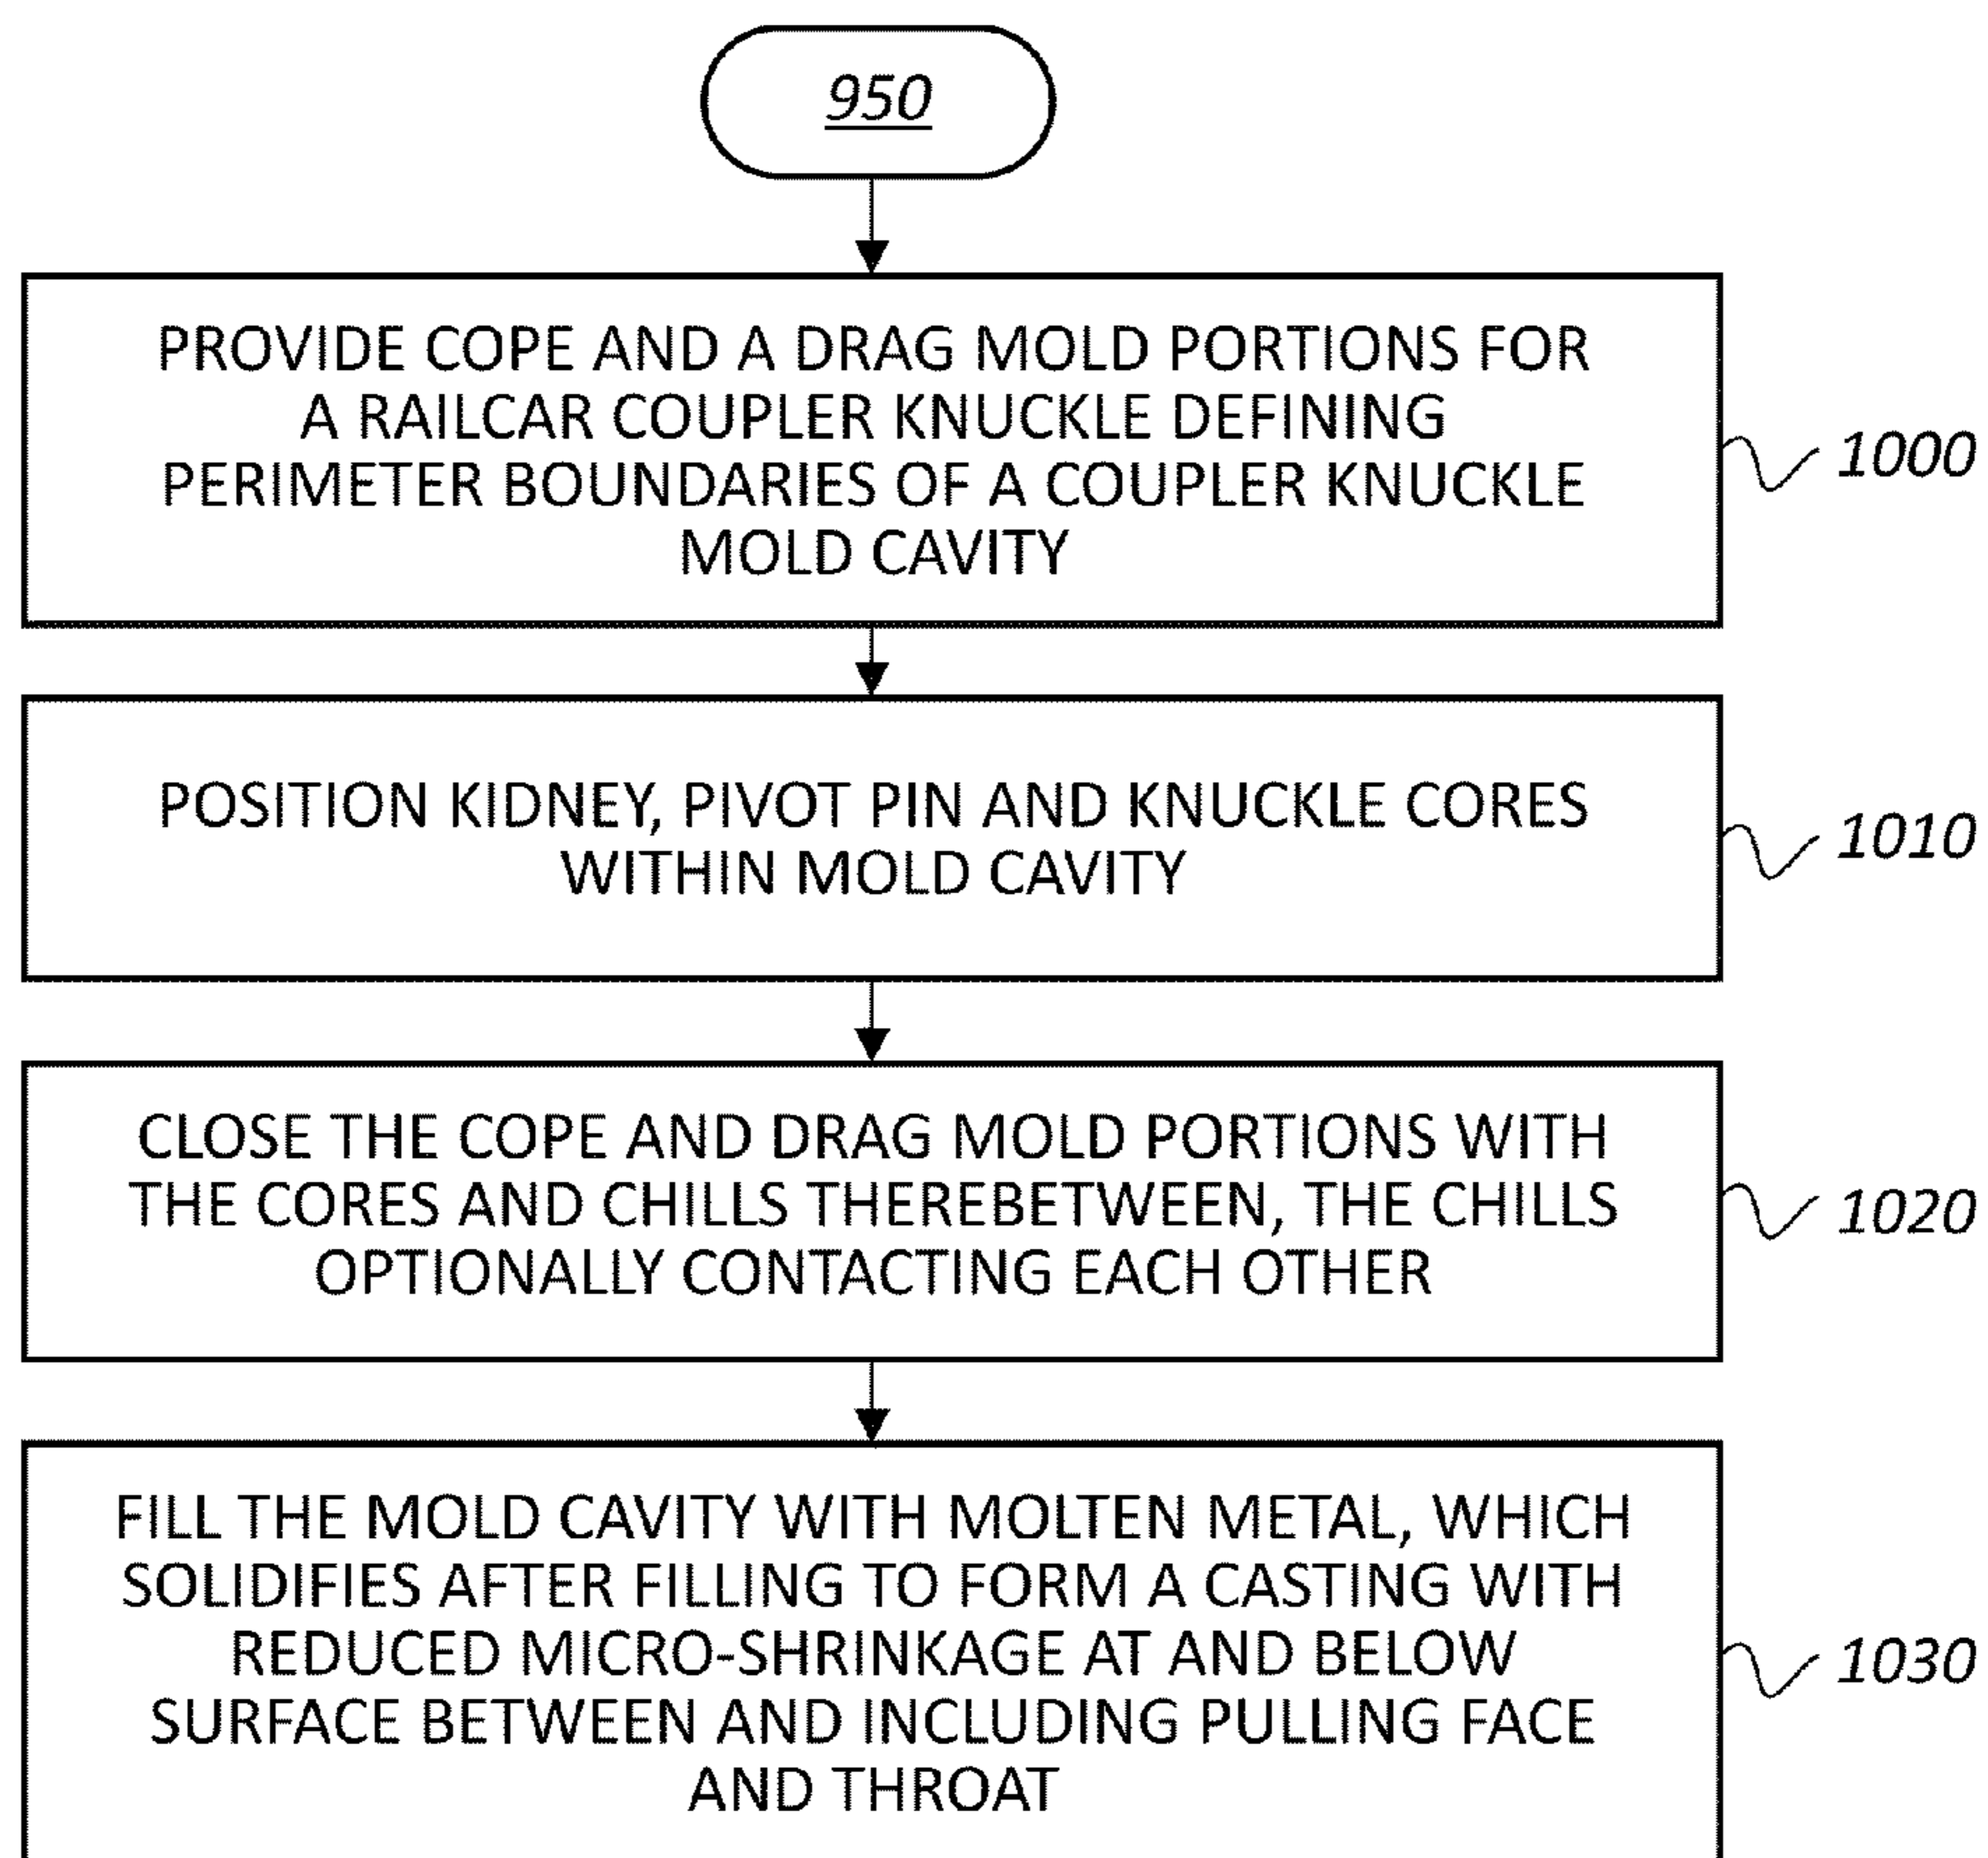 950
PROVIDE COPE AND A DRAG MOLD PORTIONS FOR
A RAILCAR COUPLER KNUCKLE DEFINING
PERIMETER BOUNDARIES OF A COUPLER KNUCKLE
MOLD CAVITY
1000
POSITION KIDNEY, PIVOT PIN AND KNUCKLE CORES
WITHIN MOLD CAVITY
1010
CLOSE THE COPE AND DRAG MOLD PORTIONS WITH
THE CORES AND CHILLS THEREBETWEEN, THE CHILLS
OPTIONALLY CONTACTING EACH OTHER
1020
FILL THE MOLD CAVITY WITH MOLTEN METAL, WHICH
SOLIDIFIES AFTER FILLING TO FORM A CASTING WITH
REDUCED MICRO-SHRINKAGE AT AND BELOW
SURFACE BETWEEN AND INCLUDING PULLING FACE
AND THROAT
1030